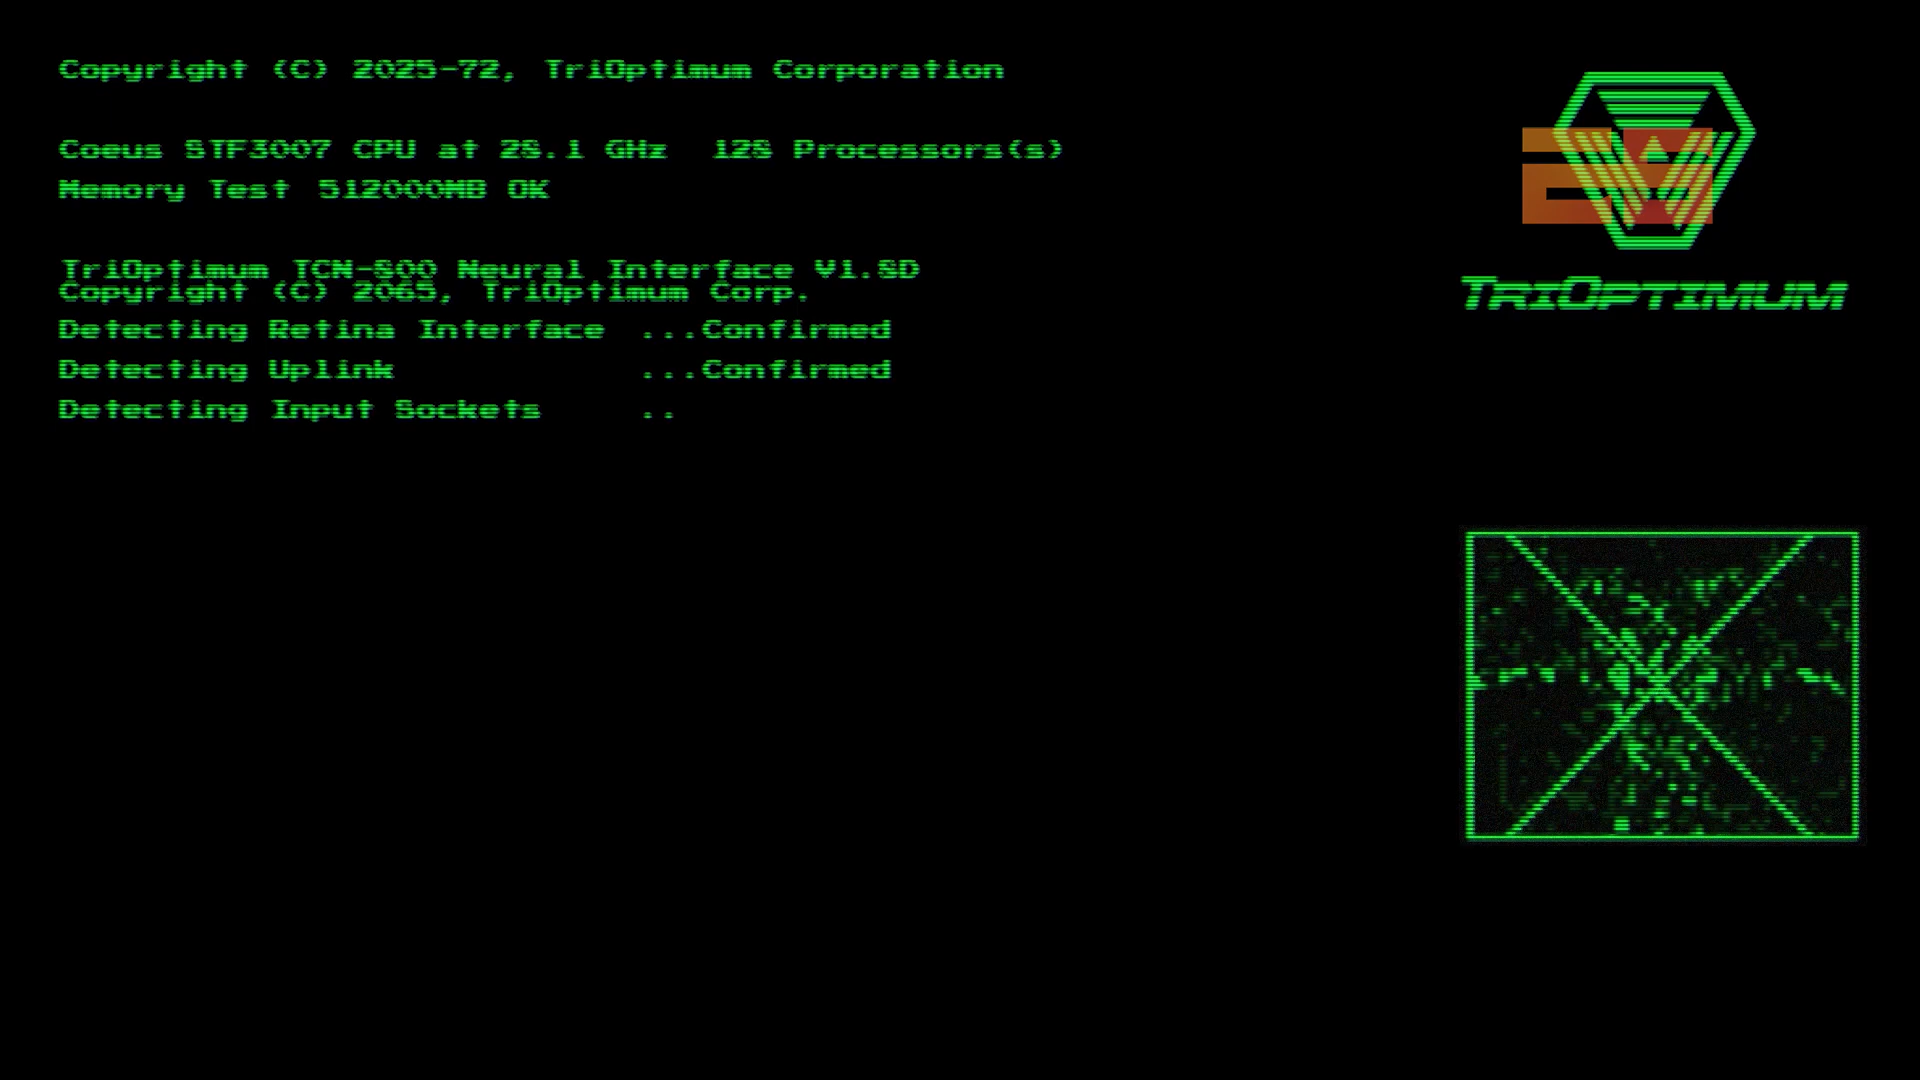 Copyright (C) 2025-72, TriOptimum Corporation
Coeus STF3007 CPU at 28.1 GHz  128 Processors(s)
Memory Test 512000MB OK
TriOptimum TCN-800 Neural Interface V1.8D
Copyright (C) 2065, TriOptimum Corp.
Detecting Retina Interface ...Confirmed
Detecting Uplink ...Confirmed
Detecting Input Sockets ..
TRIOPTIMUM